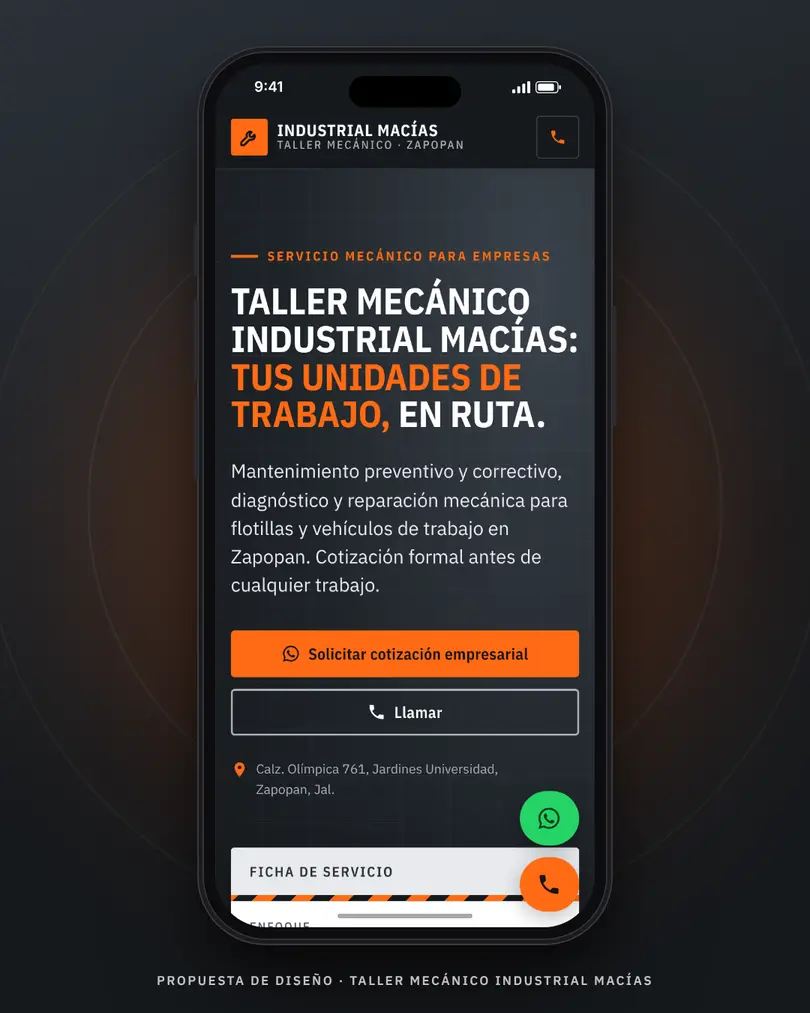 9:41
INDUSTRIAL MACÍAS
TALLER MECÁNICO · ZAPOPAN
SERVICIO MECÁNICO PARA EMPRESAS
TALLER MECÁNICO
INDUSTRIAL MACÍAS:
TUS UNIDADES DE
TRABAJO, EN RUTA.
Mantenimiento preventivo y correctivo,
diagnóstico y reparación mecánica para
flotillas y vehículos de trabajo en
Zapopan. Cotización formal antes de
cualquier trabajo.
Solicitar cotización empresarial
Llamar
Calz. Olímpica 761, Jardines Universidad,
Zapopan, Jal.
FICHA DE SERVICIO
ENFOQUE
PROPUESTA DE DISEÑO · TALLER MECÁNICO INDUSTRIAL MACÍAS